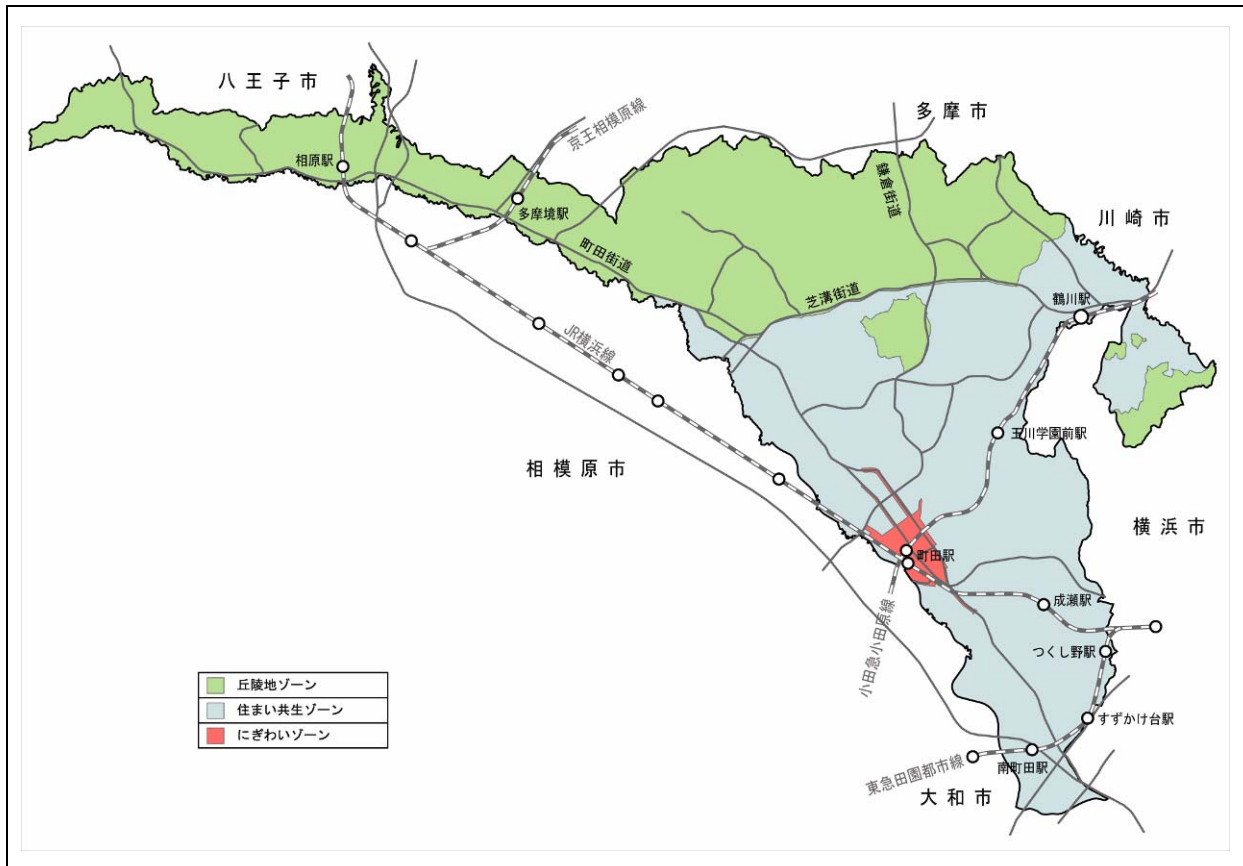 八王子市
多摩市
京王相模原線
相原駅
鎌倉街道
多摩境駅
川崎市
町田街道
芝溝街道
鶴川駅
JR横浜線
玉川学園前駅
相模原市
横浜市
町田駅
成瀬駅
小田急小田原線
つくし野駅
丘陵地ゾーン
住まい共生ゾーン
にぎわいゾーン
すずかけ台駅
南町田駅
東急田園都市線
大和市